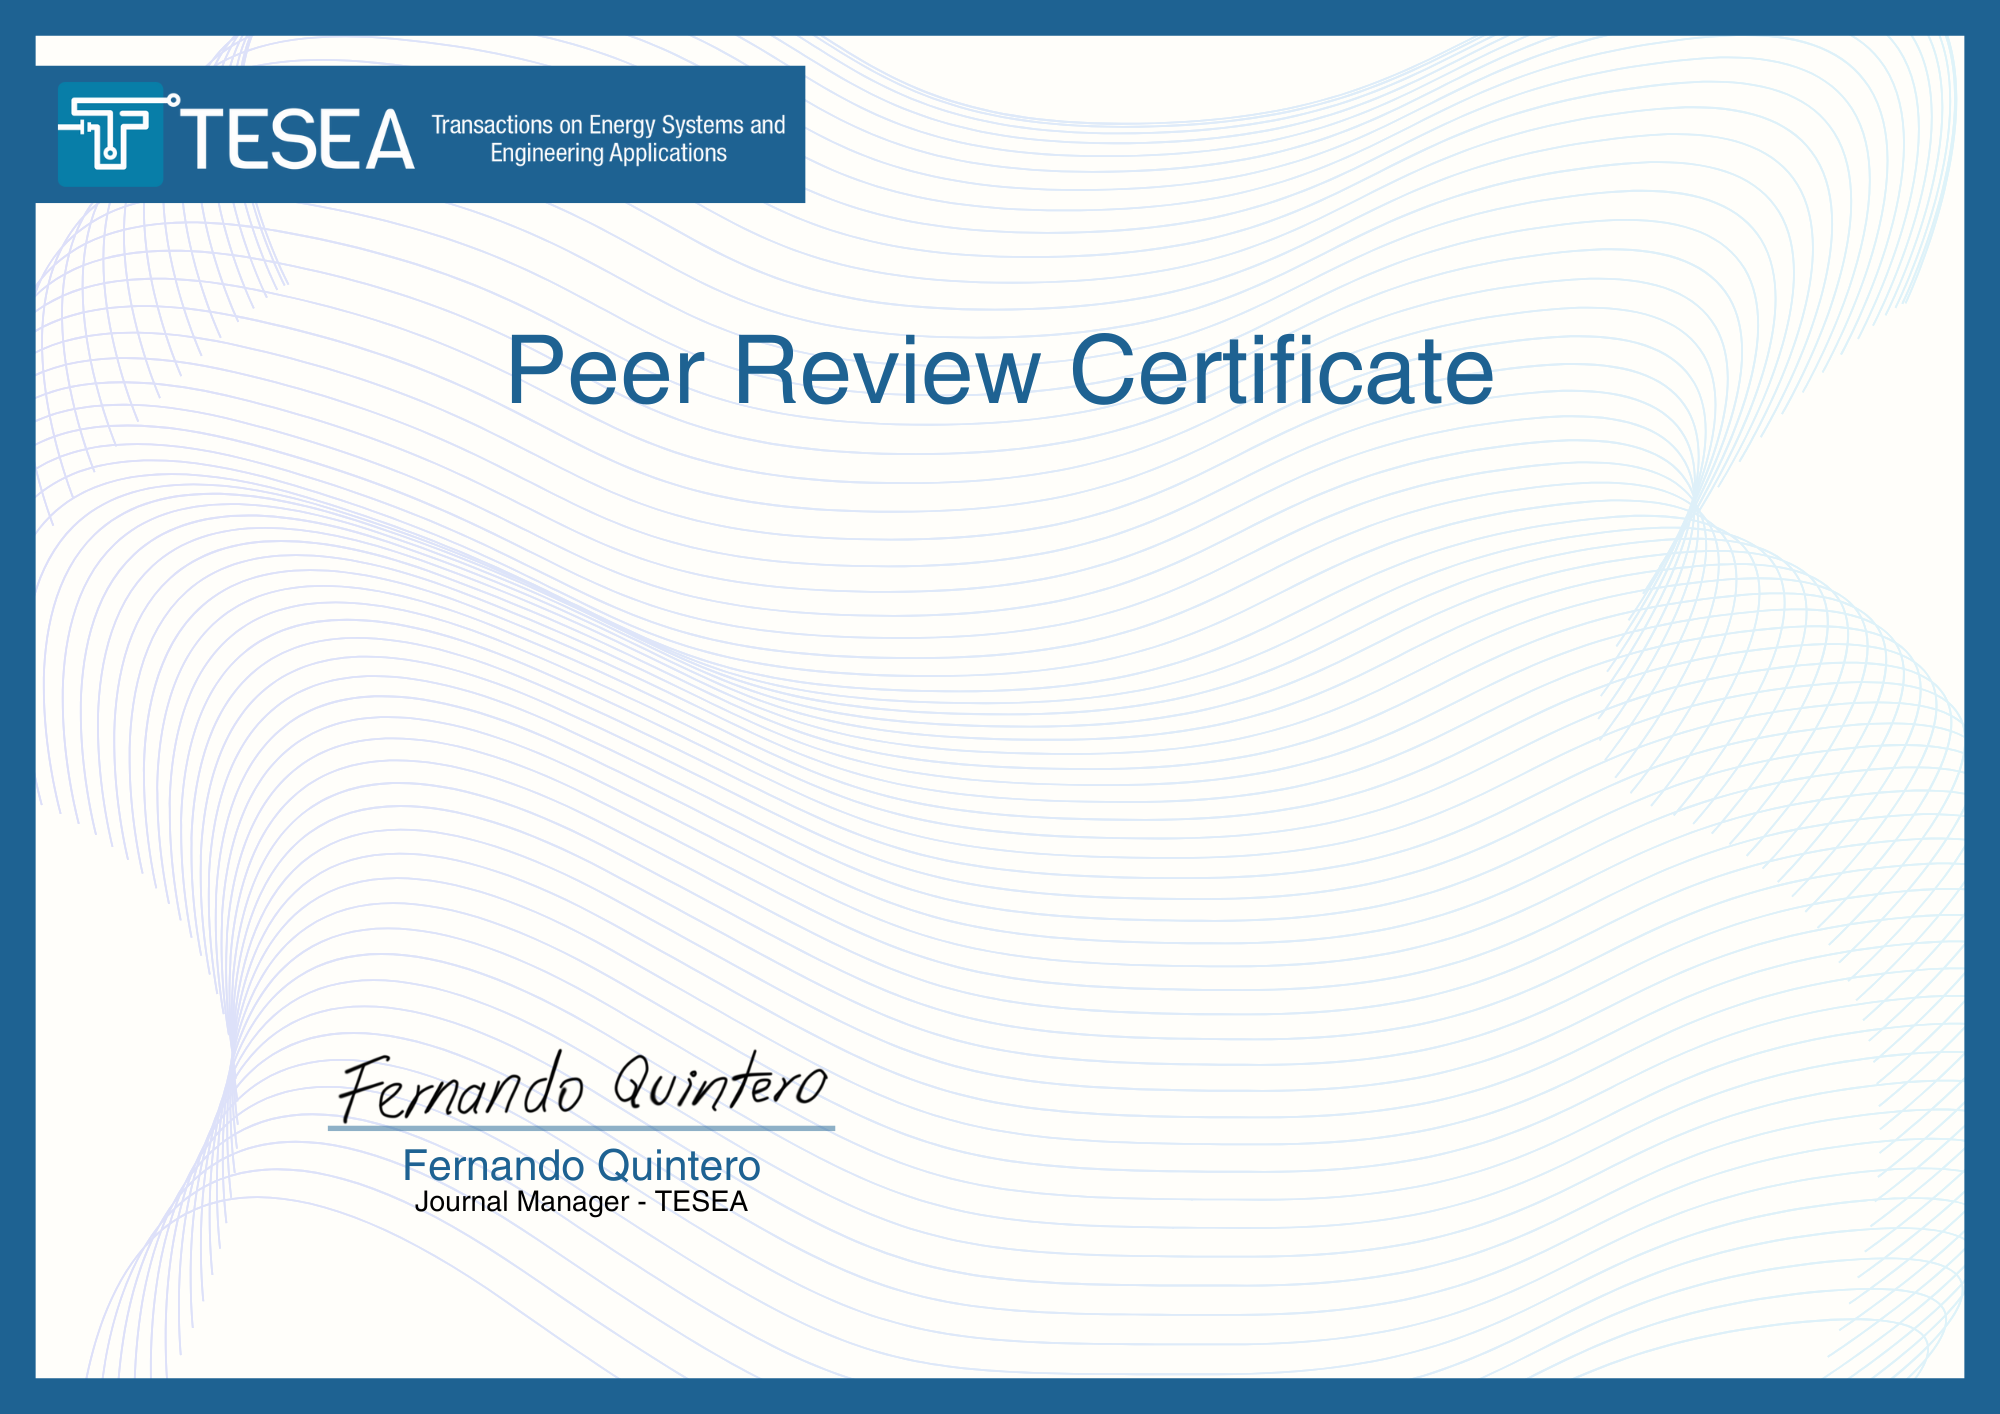 TESEA
Transactions on Energy Systems and
Engineering Applications
Peer Review Certificate
Fernando Quintero
Fernando Quintero
Journal Manager - TESEA